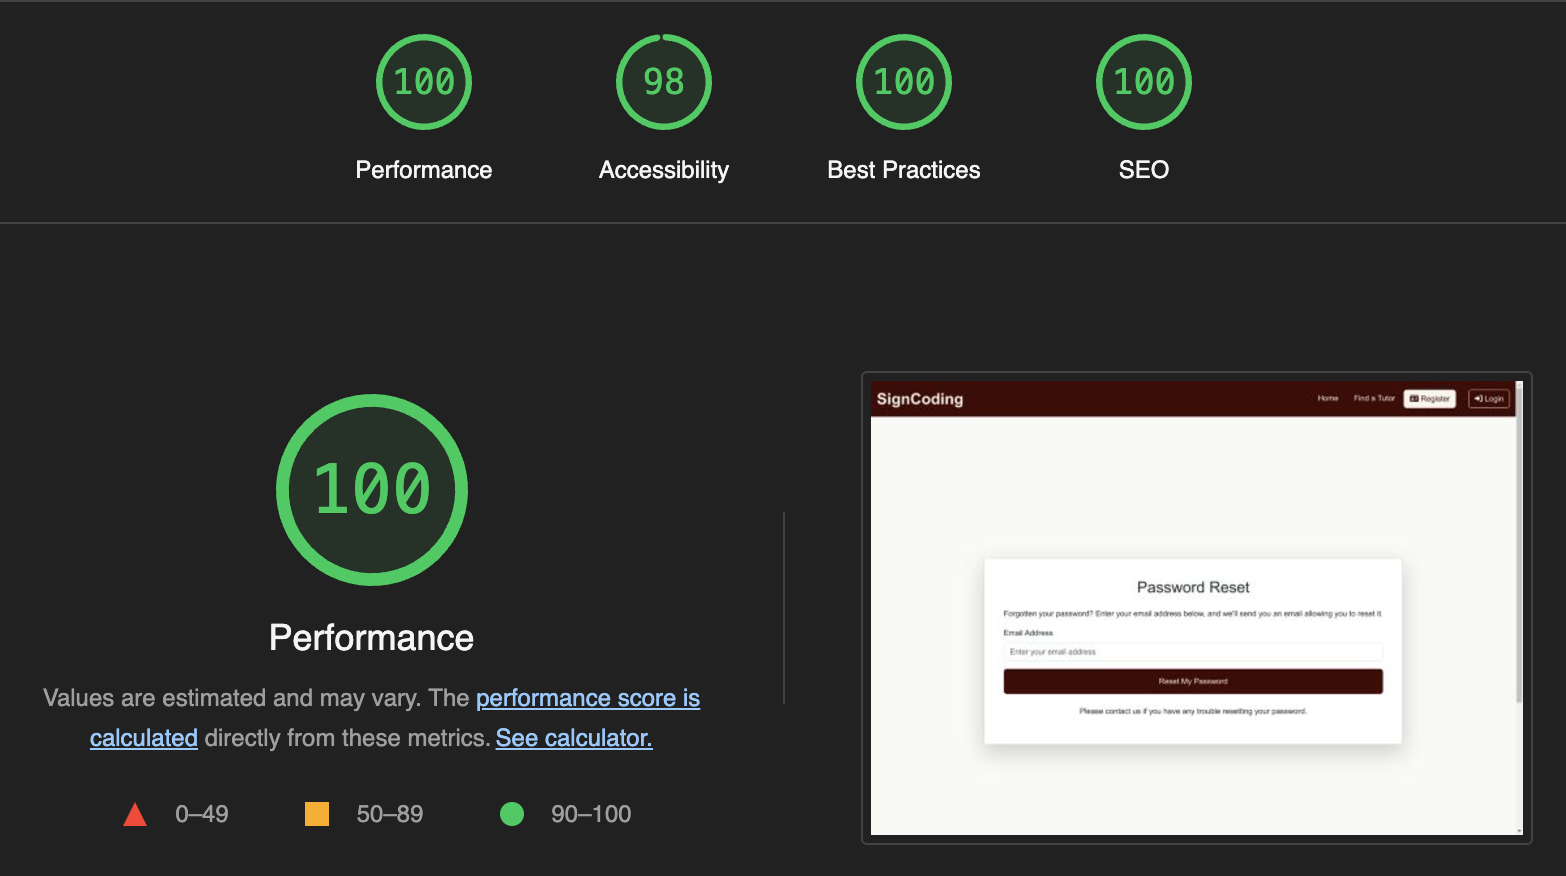 100
98
100
100
Performance
Accessibility
Best Practices
SEO
100
Performance
Values are estimated and may vary. The performance score is
calculated directly from these metrics. See calculator.
0–49
50–89
90–100
SignCoding
Home
Find a Tutor
Register
Login
Password Reset
Forgotten your password? Enter your email address below, and we'll send you an email allowing you to reset it.
Email Address
Enter your email address
Reset My Password
Please contact us if you have any trouble resetting your password.